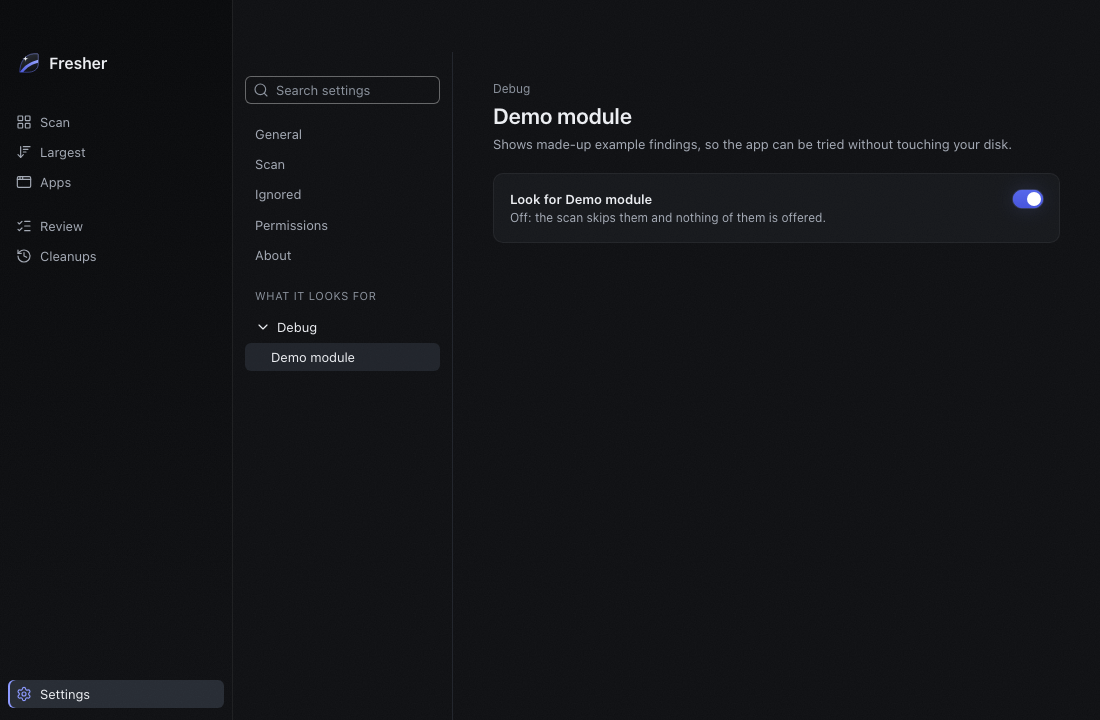 Fresher
Scan
Largest
Apps
Review
Cleanups
Settings
Search settings
General
Scan
Ignored
Permissions
About
WHAT IT LOOKS FOR
Debug
Demo module
Debug
Demo module
Shows made-up example findings, so the app can be tried without touching your disk.
Look for Demo module
Off: the scan skips them and nothing of them is offered.